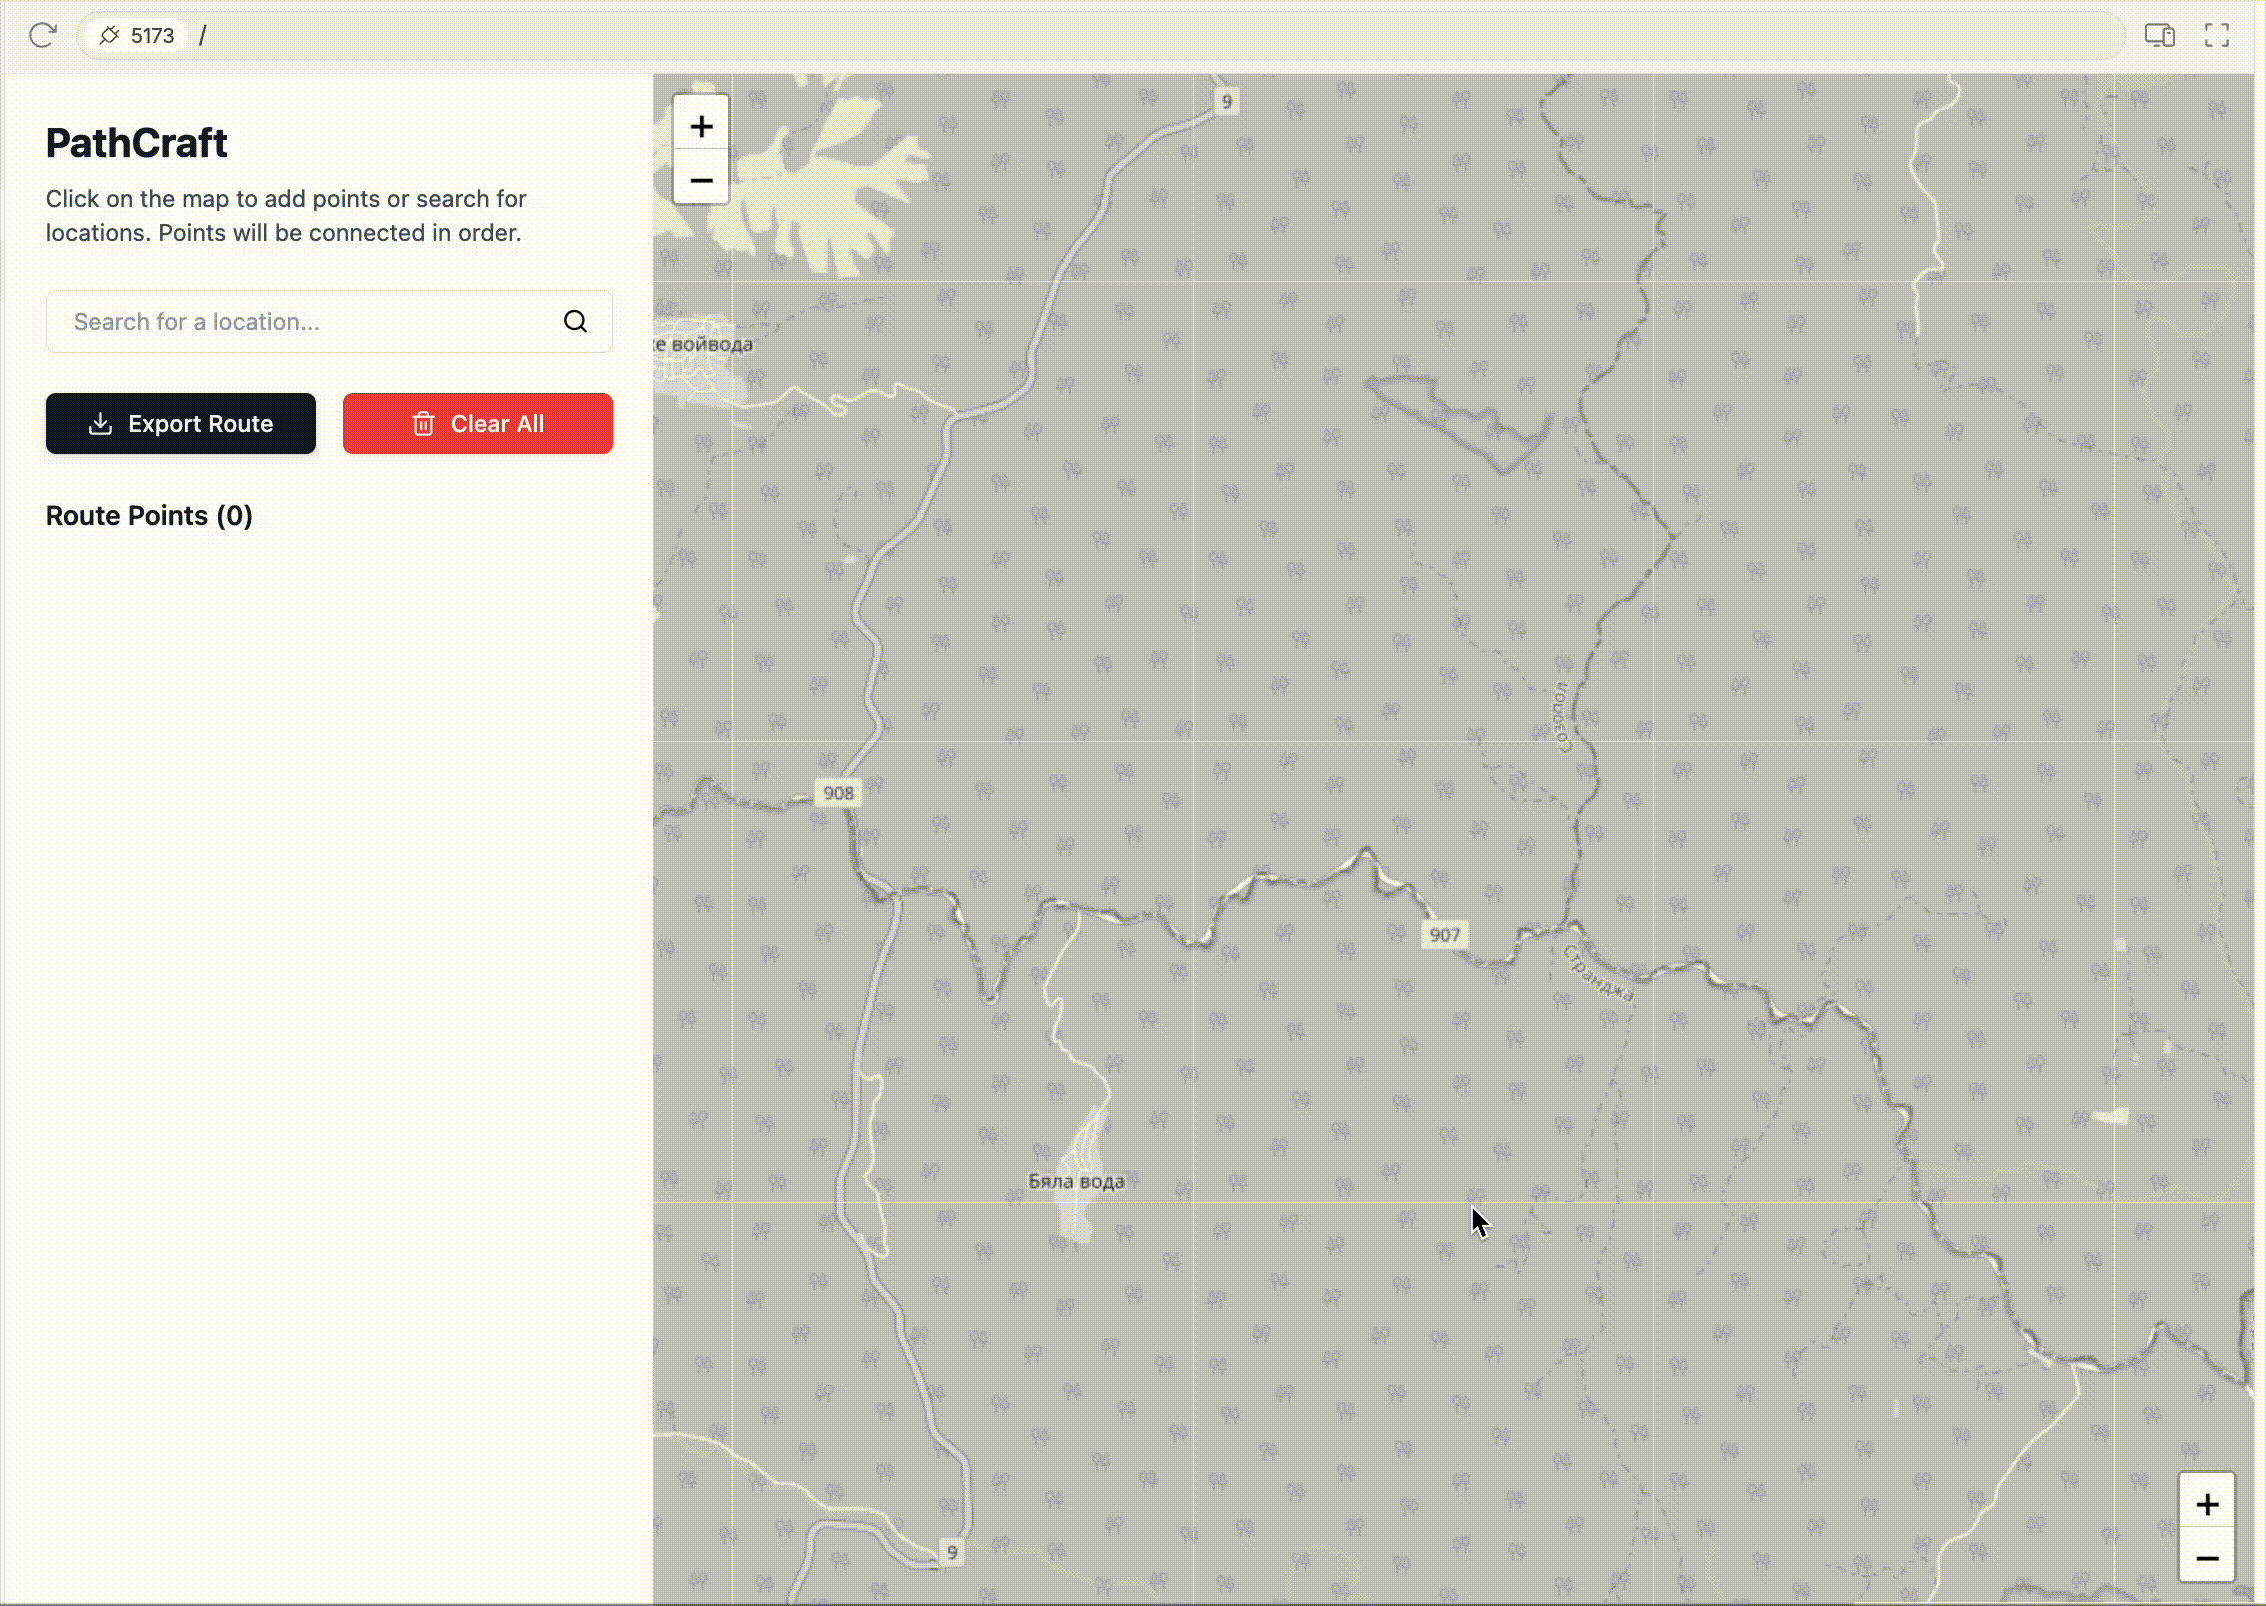 5173 /
PathCraft
Click on the map to add points or search for
locations. Points will be connected in order.
Search for a location...
Export Route
Clear All
Route Points (0)
+
−
9
се войвода
Созопол
908
907
Странджа
Бяла вода
9
+
−